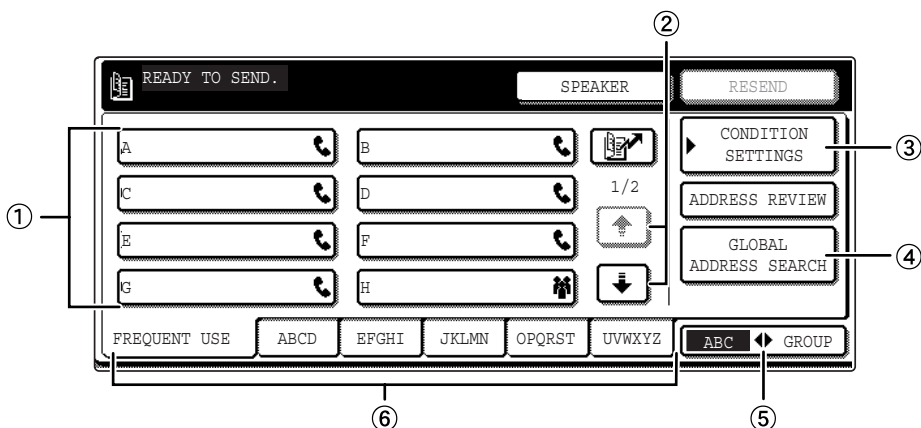 ②
READY TO SEND.
SPEAKER
RESEND
①
A
B
C
D
E
F
G
H
1/2
CONDITION
SETTINGS
③
ADDRESS REVIEW
GLOBAL
ADDRESS SEARCH
④
FREQUENT USE
ABCD
EFGHI
JKLMN
OPQRST
UVWXYZ
ABC
GROUP
⑥
⑤